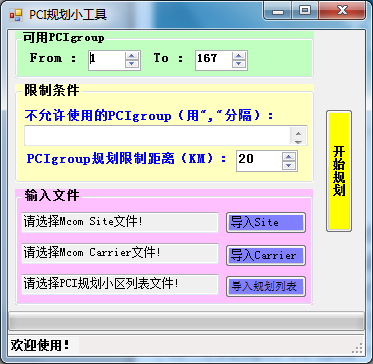 PCI规划小工具
可用PCIgroup
From : 1 To : 167
限制条件
不允许使用的PCIgroup（用","分隔）:
PCIgroup规划限制距离（KM）: 20
开始规划
输入文件
请选择Mcom Site文件! 导入Site
请选择Mcom Carrier文件! 导入Carrier
请选择PCI规划小区列表文件! 导入规划列表
欢迎使用!